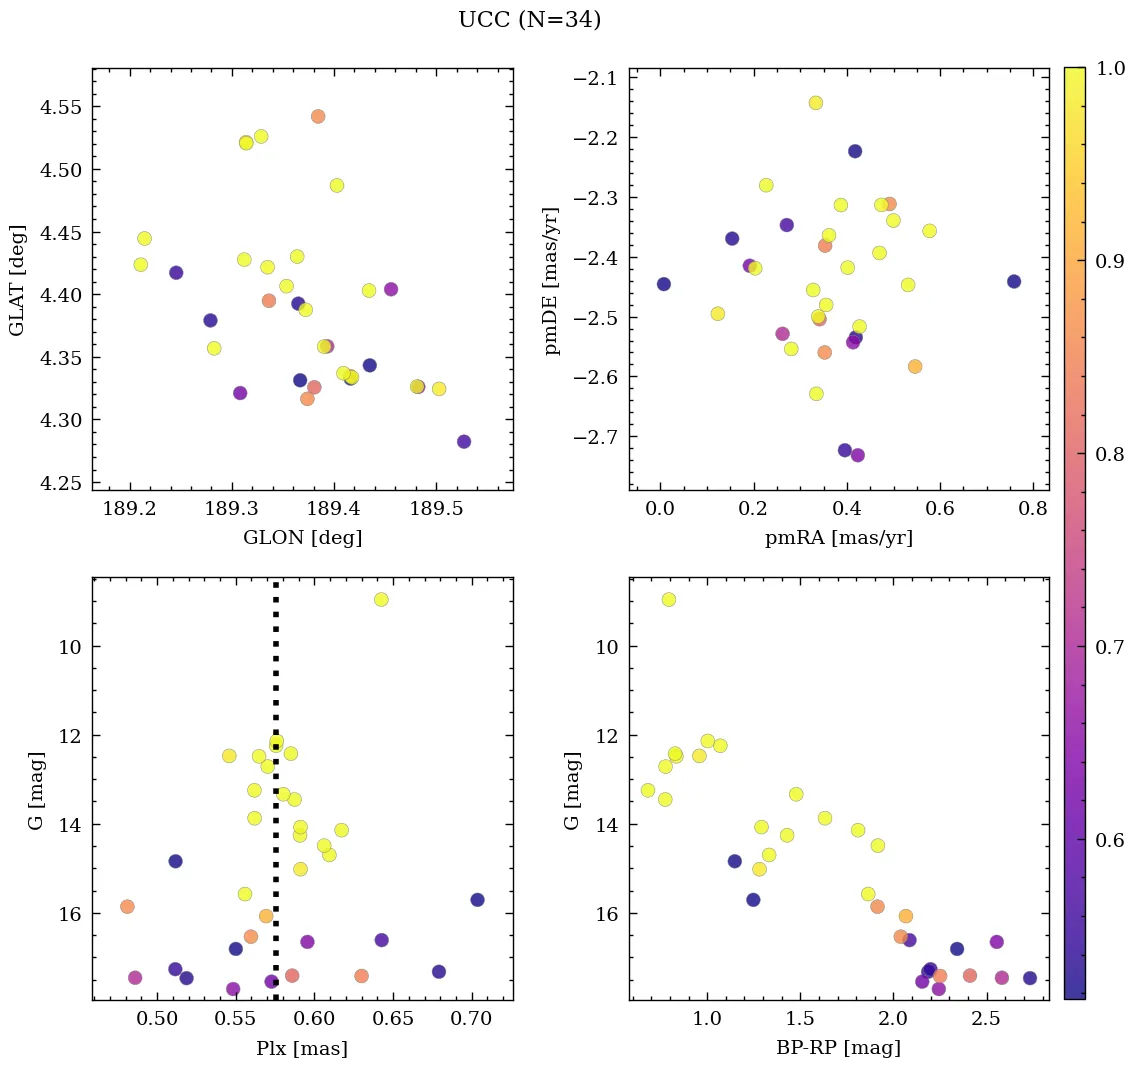 UCC (N=34)
4.55
4.50
4.45
4.40
4.35
4.30
4.25
GLAT [deg]
189.2 189.3 189.4 189.5
GLON [deg]
−2.1
−2.2
−2.3
−2.4
−2.5
−2.6
−2.7
pmDE [mas/yr]
0.0 0.2 0.4 0.6 0.8
pmRA [mas/yr]
10
12
14
16
G [mag]
0.50 0.55 0.60 0.65 0.70
Plx [mas]
10
12
14
16
G [mag]
1.0 1.5 2.0 2.5
BP-RP [mag]
1.0
0.9
0.8
0.7
0.6